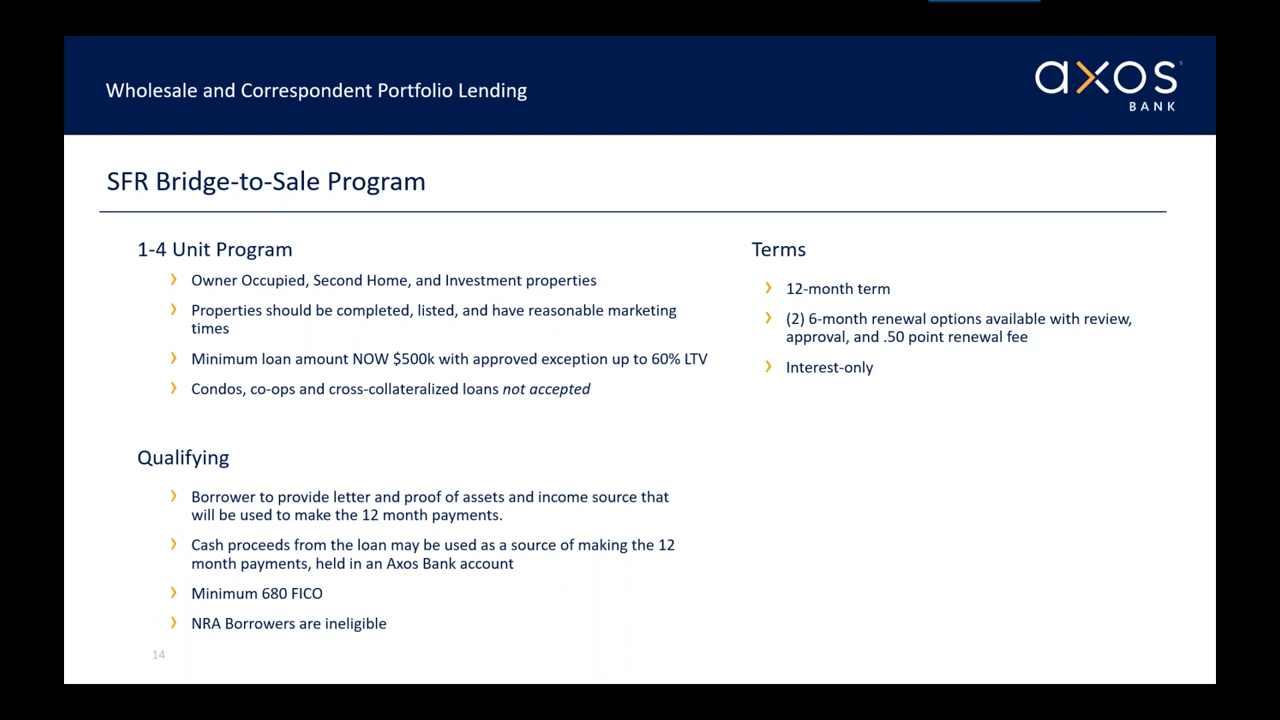 Wholesale and Correspondent Portfolio Lending
axos
BANK
SFR Bridge-to-Sale Program
1-4 Unit Program
Owner Occupied, Second Home, and Investment properties
Properties should be completed, listed, and have reasonable marketing
times
Minimum loan amount NOW $500k with approved exception up to 60% LTV
Condos, co-ops and cross-collateralized loans not accepted
Qualifying
Borrower to provide letter and proof of assets and income source that
will be used to make the 12 month payments.
Cash proceeds from the loan may be used as a source of making the 12
month payments, held in an Axos Bank account
Minimum 680 FICO
NRA Borrowers are ineligible
Terms
12-month term
(2) 6-month renewal options available with review,
approval, and .50 point renewal fee
Interest-only
14